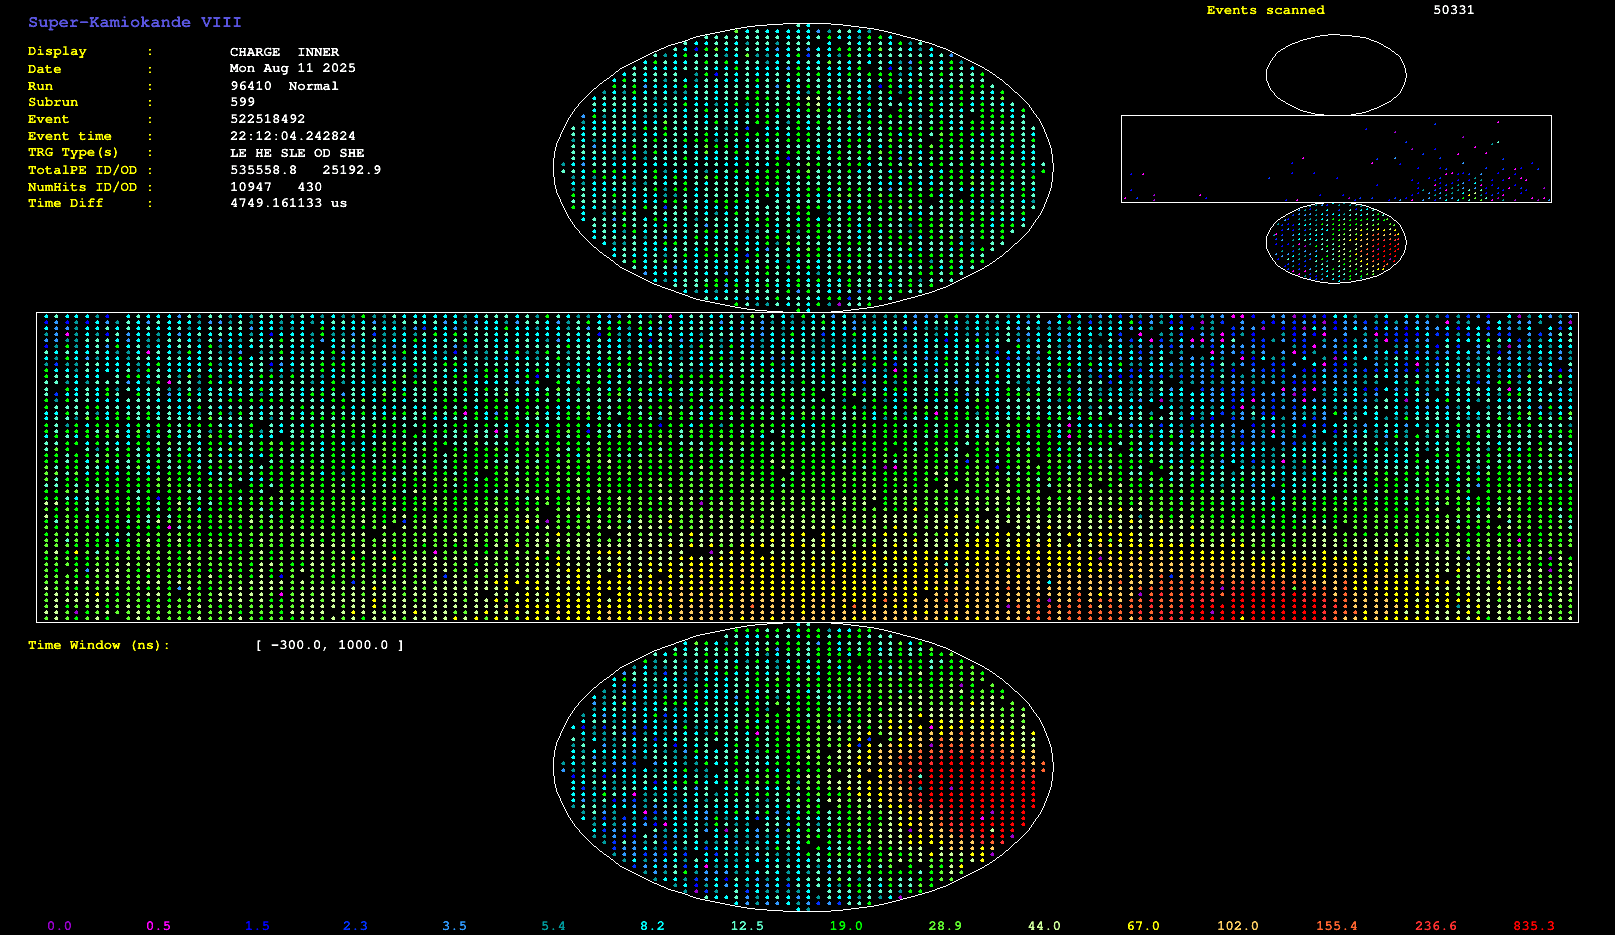 Super-Kamiokande VIII
Display : CHARGE INNER
Date : Mon Aug 11 2025
Run : 96410 Normal
Subrun : 599
Event : 522518492
Event time : 22:12:04.242824
TRG Type(s) : LE HE SLE OD SHE
TotalPE ID/OD : 535558.8 25192.9
NumHits ID/OD : 10947 430
Time Diff : 4749.161133 us
Events scanned 50331
Time Window (ns): [ -300.0, 1000.0 ]
0.0 0.5 1.5 2.3 3.5 5.4 8.2 12.5 19.0 28.9 44.0 67.0 102.0 155.4 236.6 835.3